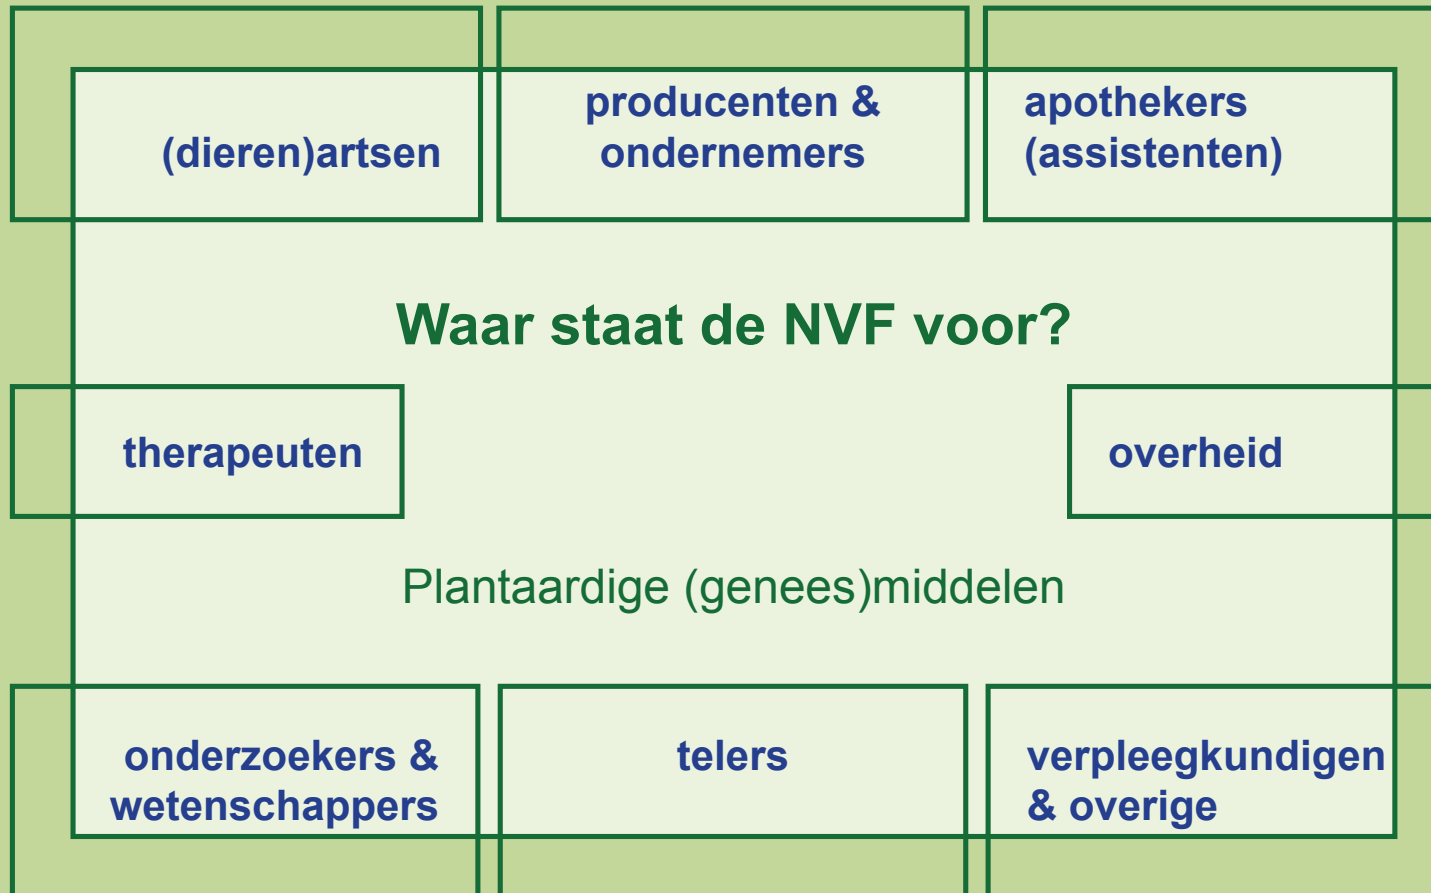 (dieren)artsen
producenten &
ondernemers
apothekers
(assistenten)
Waar staat de NVF voor?
therapeuten
overheid
Plantaardige (genees)middelen
onderzoekers &
wetenschappers
telers
verpleegkundigen
& overige